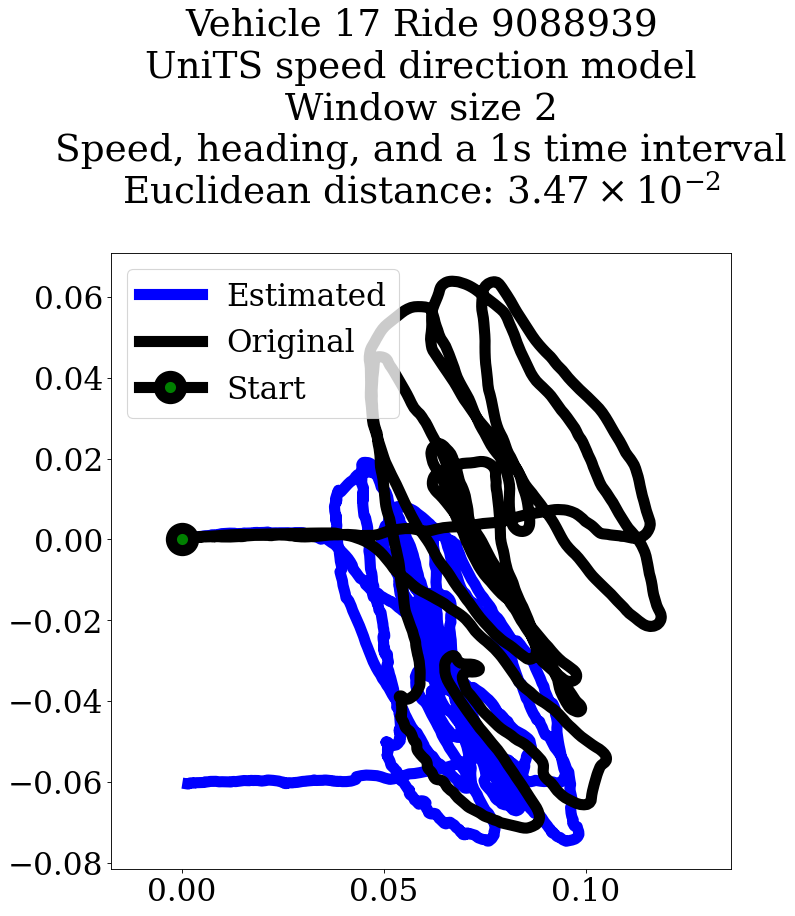 Vehicle 17 Ride 9088939
UniTS speed direction model
Window size 2
Speed, heading, and a 1s time interval
Euclidean distance: 3.47 × 10⁻²
Estimated
Original
Start
0.06
0.04
0.02
0.00
−0.02
−0.04
−0.06
−0.08
0.00 0.05 0.10